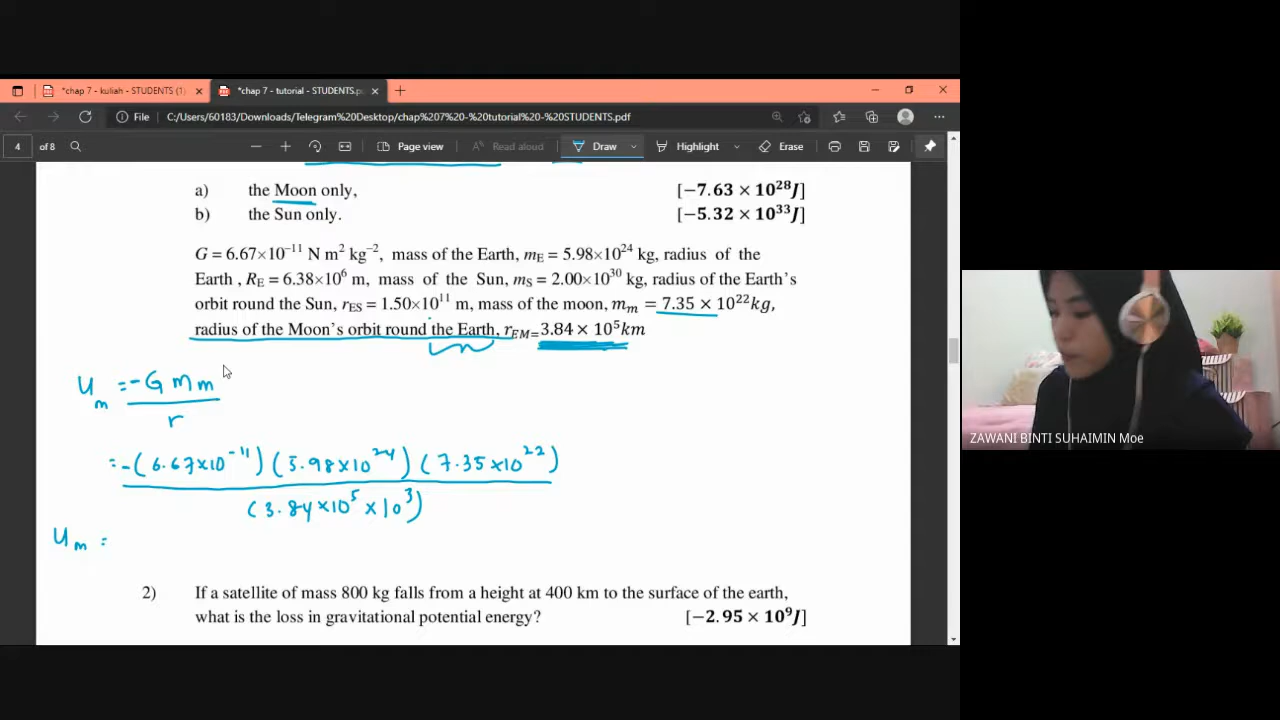 *chap 7 - kuliah - STUDENTS (1)
*chap 7 - tutorial - STUDENTS.p
File C:/Users/60183/Downloads/Telegram%20Desktop/chap%207%20-%20tutorial%20-%20STUDENTS.pdf
4 of 8 Page view Read aloud Draw Highlight Erase
a) the Moon only, [−7.63 × 10²⁸J]
b) the Sun only. [−5.32 × 10³³J]
G = 6.67×10⁻¹¹ N m² kg⁻², mass of the Earth, mE = 5.98×10²⁴ kg, radius of the
Earth , RE = 6.38×10⁶ m, mass of the Sun, mS = 2.00×10³⁰ kg, radius of the Earth's
orbit round the Sun, rES = 1.50×10¹¹ m, mass of the moon, mm = 7.35 × 10²²kg,
radius of the Moon's orbit round the Earth, rEM= 3.84 × 10⁵km
Um = -G M m
r
= -(6.67×10⁻¹¹) (5.98×10²⁴) (7.35×10²²)
(3.84×10⁵ × 10³)
Um =
2) If a satellite of mass 800 kg falls from a height at 400 km to the surface of the earth,
what is the loss in gravitational potential energy? [−2.95 × 10⁹J]
ZAWANI BINTI SUHAIMIN Moe